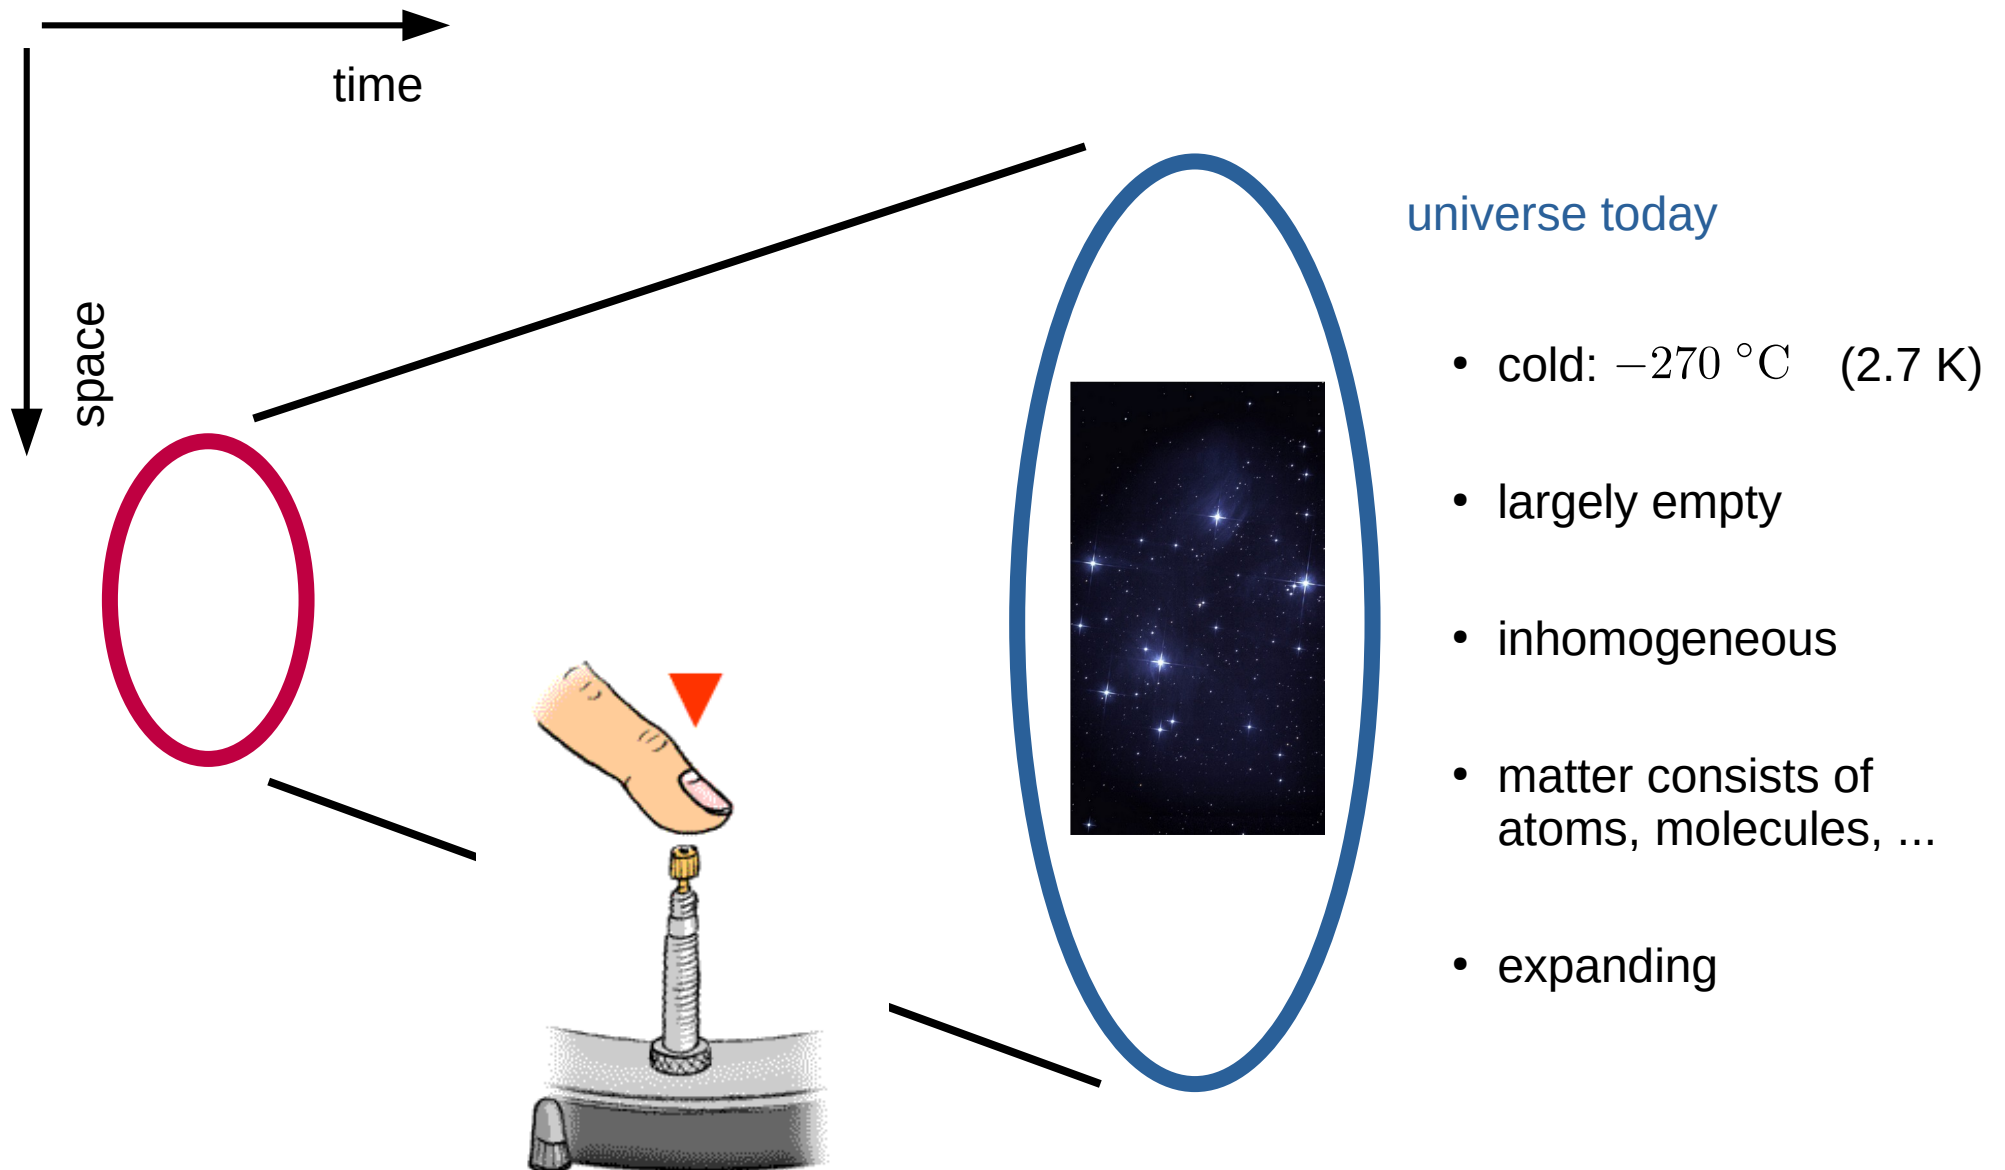 time
space
universe today
• cold: −270 °C (2.7 K)
• largely empty
• inhomogeneous
• matter consists of
atoms, molecules, ...
• expanding